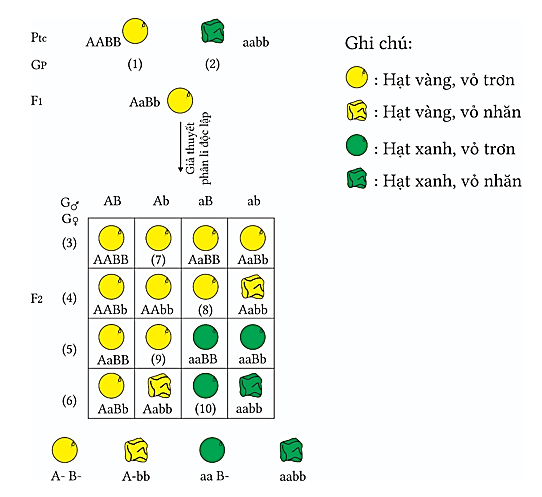 Ptc AABB aabb
Ghi chú:
GP (1) (2)
: Hạt vàng, vỏ trơn
F1 AaBb
: Hạt vàng, vỏ nhăn
Giả thuyết
phân li độc lập
: Hạt xanh, vỏ trơn
: Hạt xanh, vỏ nhăn
G♂ AB Ab aB ab
G♀
(3) AABB (7) AaBB AaBb
F2 (4) AABb AAbb (8) Aabb
(5) AaBB (9) aaBB aaBb
(6) AaBb Aabb (10) aabb
A- B- A-bb aa B- aabb